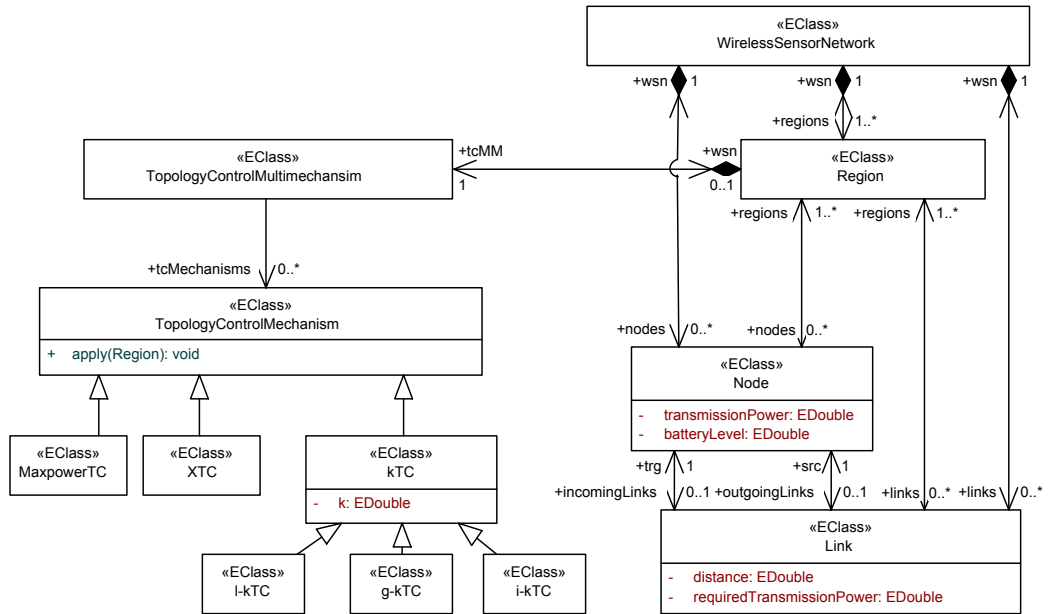 «EClass»
WirelessSensorNetwork
+wsn 1 +wsn 1 +wsn 1
+regions 1..*
«EClass»
TopologyControlMultimechansim
+tcMM
1
+wsn
0..1
«EClass»
Region
+regions 1..* +regions 1..*
+tcMechanisms 0..*
«EClass»
TopologyControlMechanism
+ apply(Region): void
+nodes 0..* +nodes 0..*
«EClass»
Node
- transmissionPower: EDouble
- batteryLevel: EDouble
«EClass»
MaxpowerTC
«EClass»
XTC
«EClass»
kTC
- k: EDouble
+trg 1 +src 1
+incomingLinks 0..1 +outgoingLinks 0..1 +links 0..* +links 0..*
«EClass»
Link
- distance: EDouble
- requiredTransmissionPower: EDouble
«EClass»
l-kTC
«EClass»
g-kTC
«EClass»
i-kTC